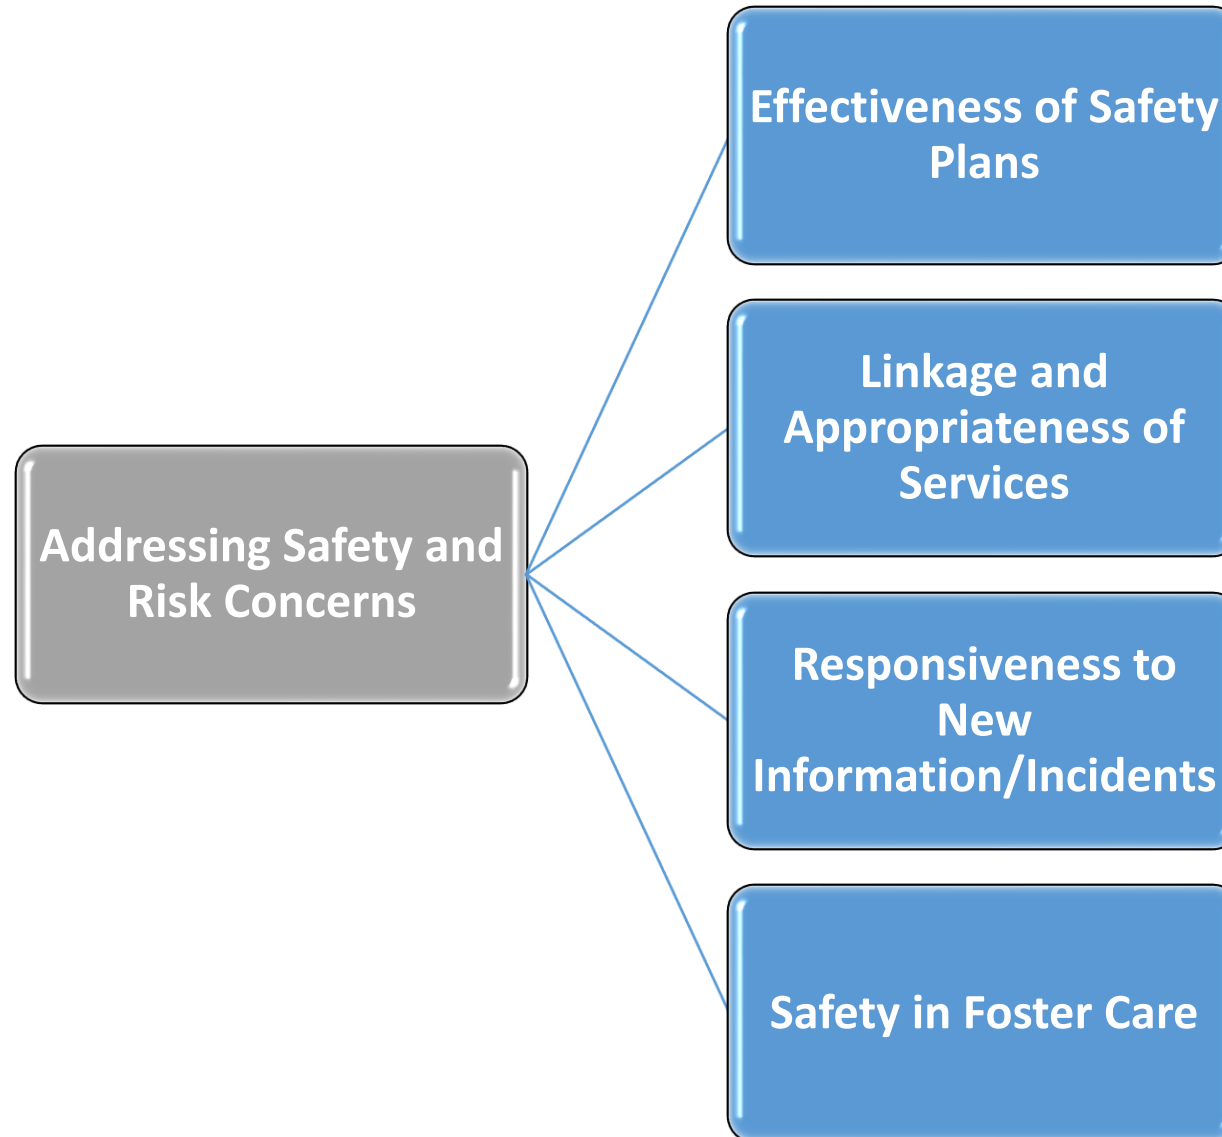 Effectiveness of Safety
Plans
Linkage and
Appropriateness of
Services
Addressing Safety and
Risk Concerns
Responsiveness to
New
Information/Incidents
Safety in Foster Care